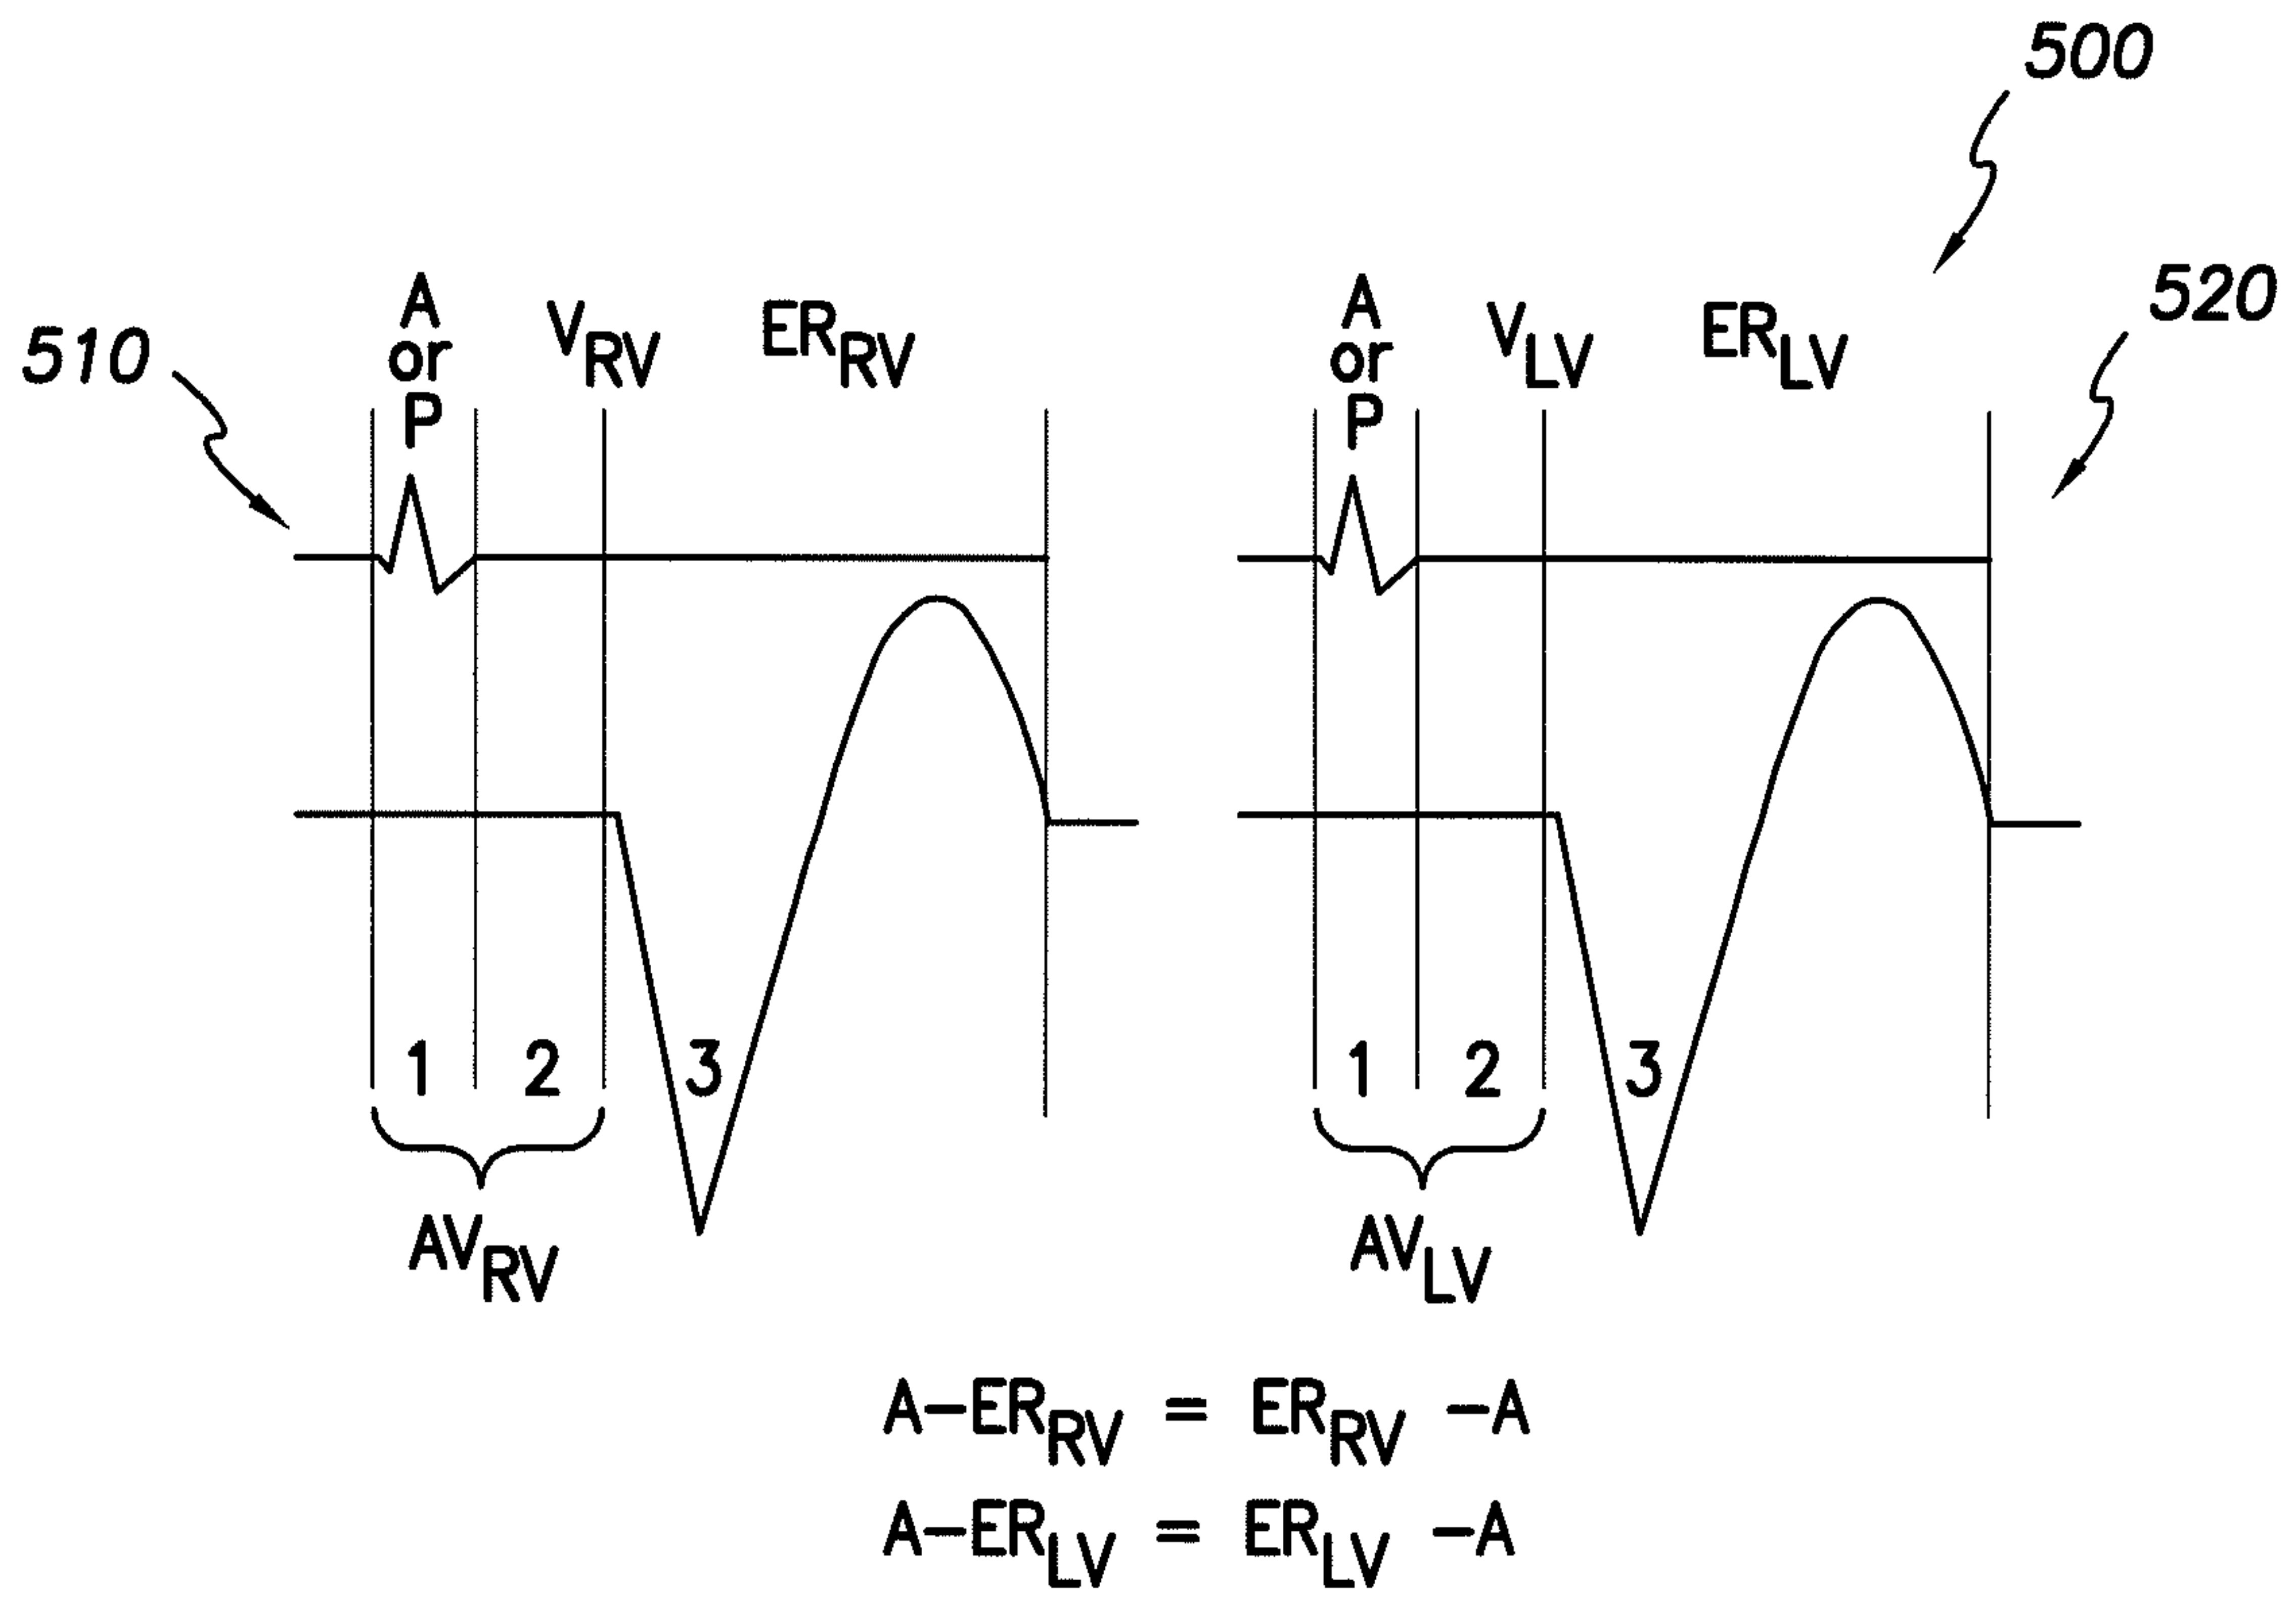 500
510
520
A
or
P
V_RV
ER_RV
A
or
P
V_LV
ER_LV
1 2 3
AV_RV
1 2 3
AV_LV
A-ER_RV = ER_RV -A
A-ER_LV = ER_LV -A